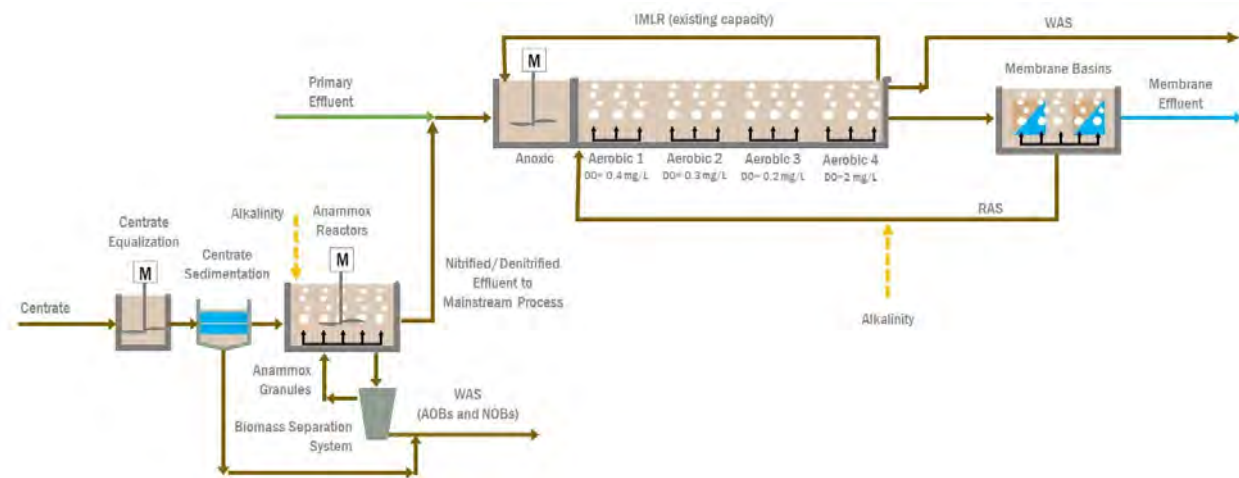 IMLR (existing capacity)
WAS
M
Primary
Effluent
Membrane Basins
Membrane
Effluent
Anoxic
Aerobic 1
DO= 0.4 mg/L
Aerobic 2
DO= 0.3 mg/L
Aerobic 3
DO= 0.2 mg/L
Aerobic 4
DO=2 mg/L
RAS
Alkalinity
Anammox
Reactors
M
Centrate
Equalization
M
Centrate
Sedimentation
Nitrified/Denitrified
Effluent to
Mainstream Process
Centrate
Alkalinity
Anammox
Granules
WAS
(AOBs and NOBs)
Biomass Separation
System